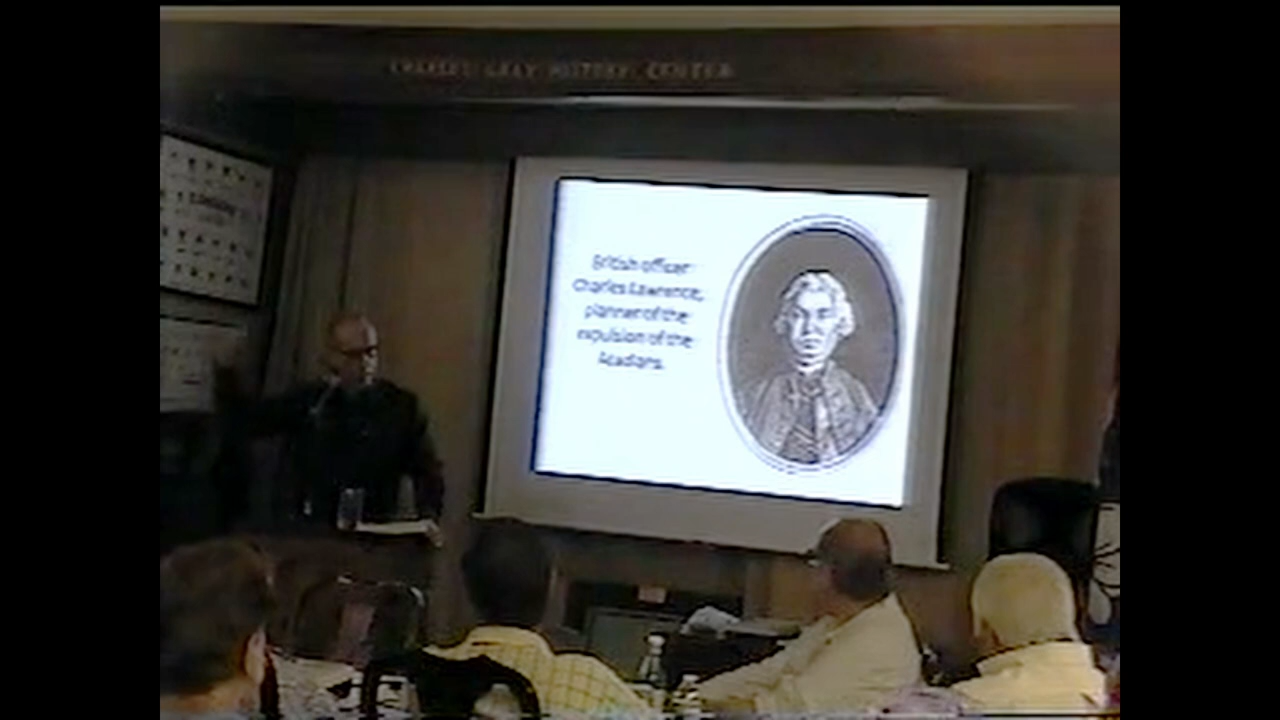 CHARLES GRAY HISTORY CENTER
British officer
Charles Lawrence,
planner of the
expulsion of the
Acadians.